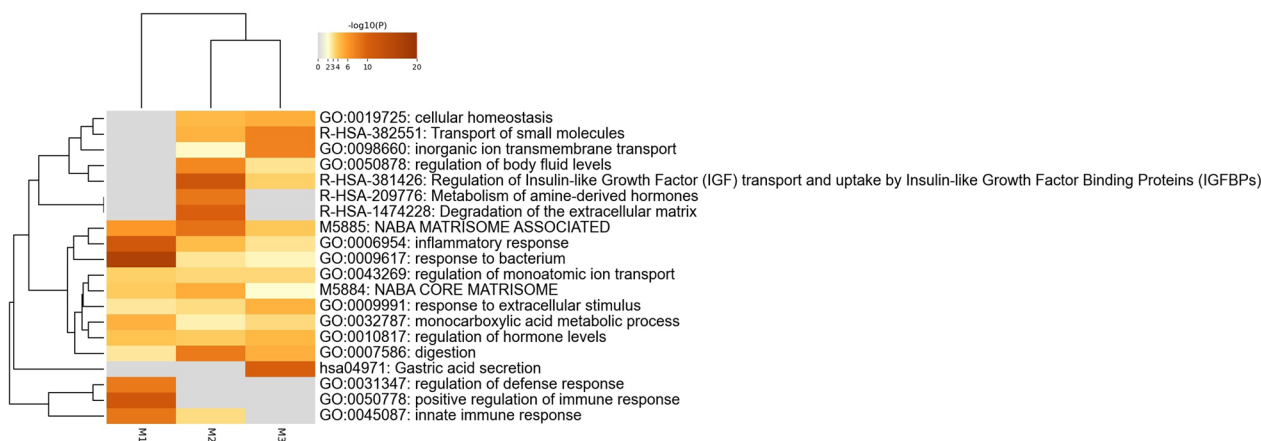 -log10(P)
0 2 3 4 6 10 20
GO:0019725: cellular homeostasis
R-HSA-382551: Transport of small molecules
GO:0098660: inorganic ion transmembrane transport
GO:0050878: regulation of body fluid levels
R-HSA-381426: Regulation of Insulin-like Growth Factor (IGF) transport and uptake by Insulin-like Growth Factor Binding Proteins (IGFBPs)
R-HSA-209776: Metabolism of amine-derived hormones
R-HSA-1474228: Degradation of the extracellular matrix
M5885: NABA MATRISOME ASSOCIATED
GO:0006954: inflammatory response
GO:0009617: response to bacterium
GO:0043269: regulation of monoatomic ion transport
M5884: NABA CORE MATRISOME
GO:0009991: response to extracellular stimulus
GO:0032787: monocarboxylic acid metabolic process
GO:0010817: regulation of hormone levels
GO:0007586: digestion
hsa04971: Gastric acid secretion
GO:0031347: regulation of defense response
GO:0050778: positive regulation of immune response
GO:0045087: innate immune response
M1 M2 M3